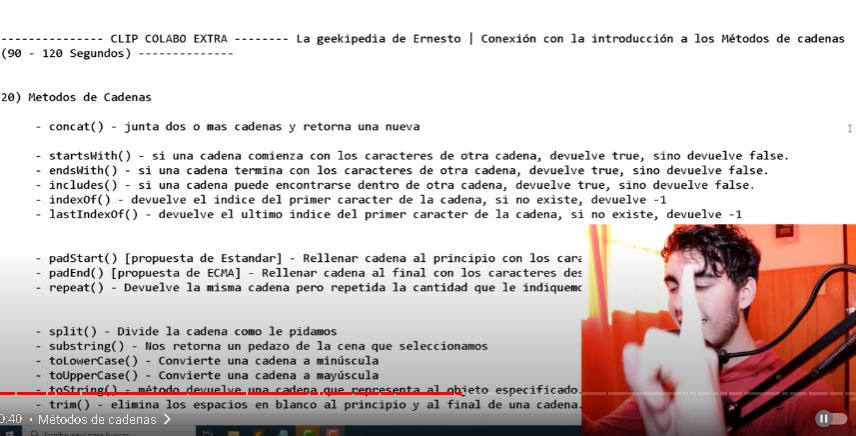 --------------- CLIP COLABO EXTRA -------- La geekipedia de Ernesto | Conexión con la introducción a los Métodos de cadenas
(90 - 120 Segundos) --------------
20) Metodos de Cadenas
- concat() - junta dos o mas cadenas y retorna una nueva
- startsWith() - si una cadena comienza con los caracteres de otra cadena, devuelve true, sino devuelve false.
- endsWith() - si una cadena termina con los caracteres de otra cadena, devuelve true, sino devuelve false.
- includes() - si una cadena puede encontrarse dentro de otra cadena, devuelve true, sino devuelve false.
- indexOf() - devuelve el indice del primer caracter de la cadena, si no existe, devuelve -1
- lastIndexOf() - devuelve el ultimo indice del primer caracter de la cadena, si no existe, devuelve -1
- padStart() [propuesta de Estandar] - Rellenar cadena al principio con los cara
- padEnd() [propuesta de ECMA] - Rellenar cadena al final con los caracteres des
- repeat() - Devuelve la misma cadena pero repetida la cantidad que le indiquemo
- split() - Divide la cadena como le pidamos
- substring() - Nos retorna un pedazo de la cena que seleccionamos
- toLowerCase() - Convierte una cadena a minúscula
- toUpperCase() - Convierte una cadena a mayúscula
- toString() - método devuelve una cadena que representa al objeto especificado.
- trim() - elimina los espacios en blanco al principio y al final de una cadena.
0:40 • Métodos de cadenas >